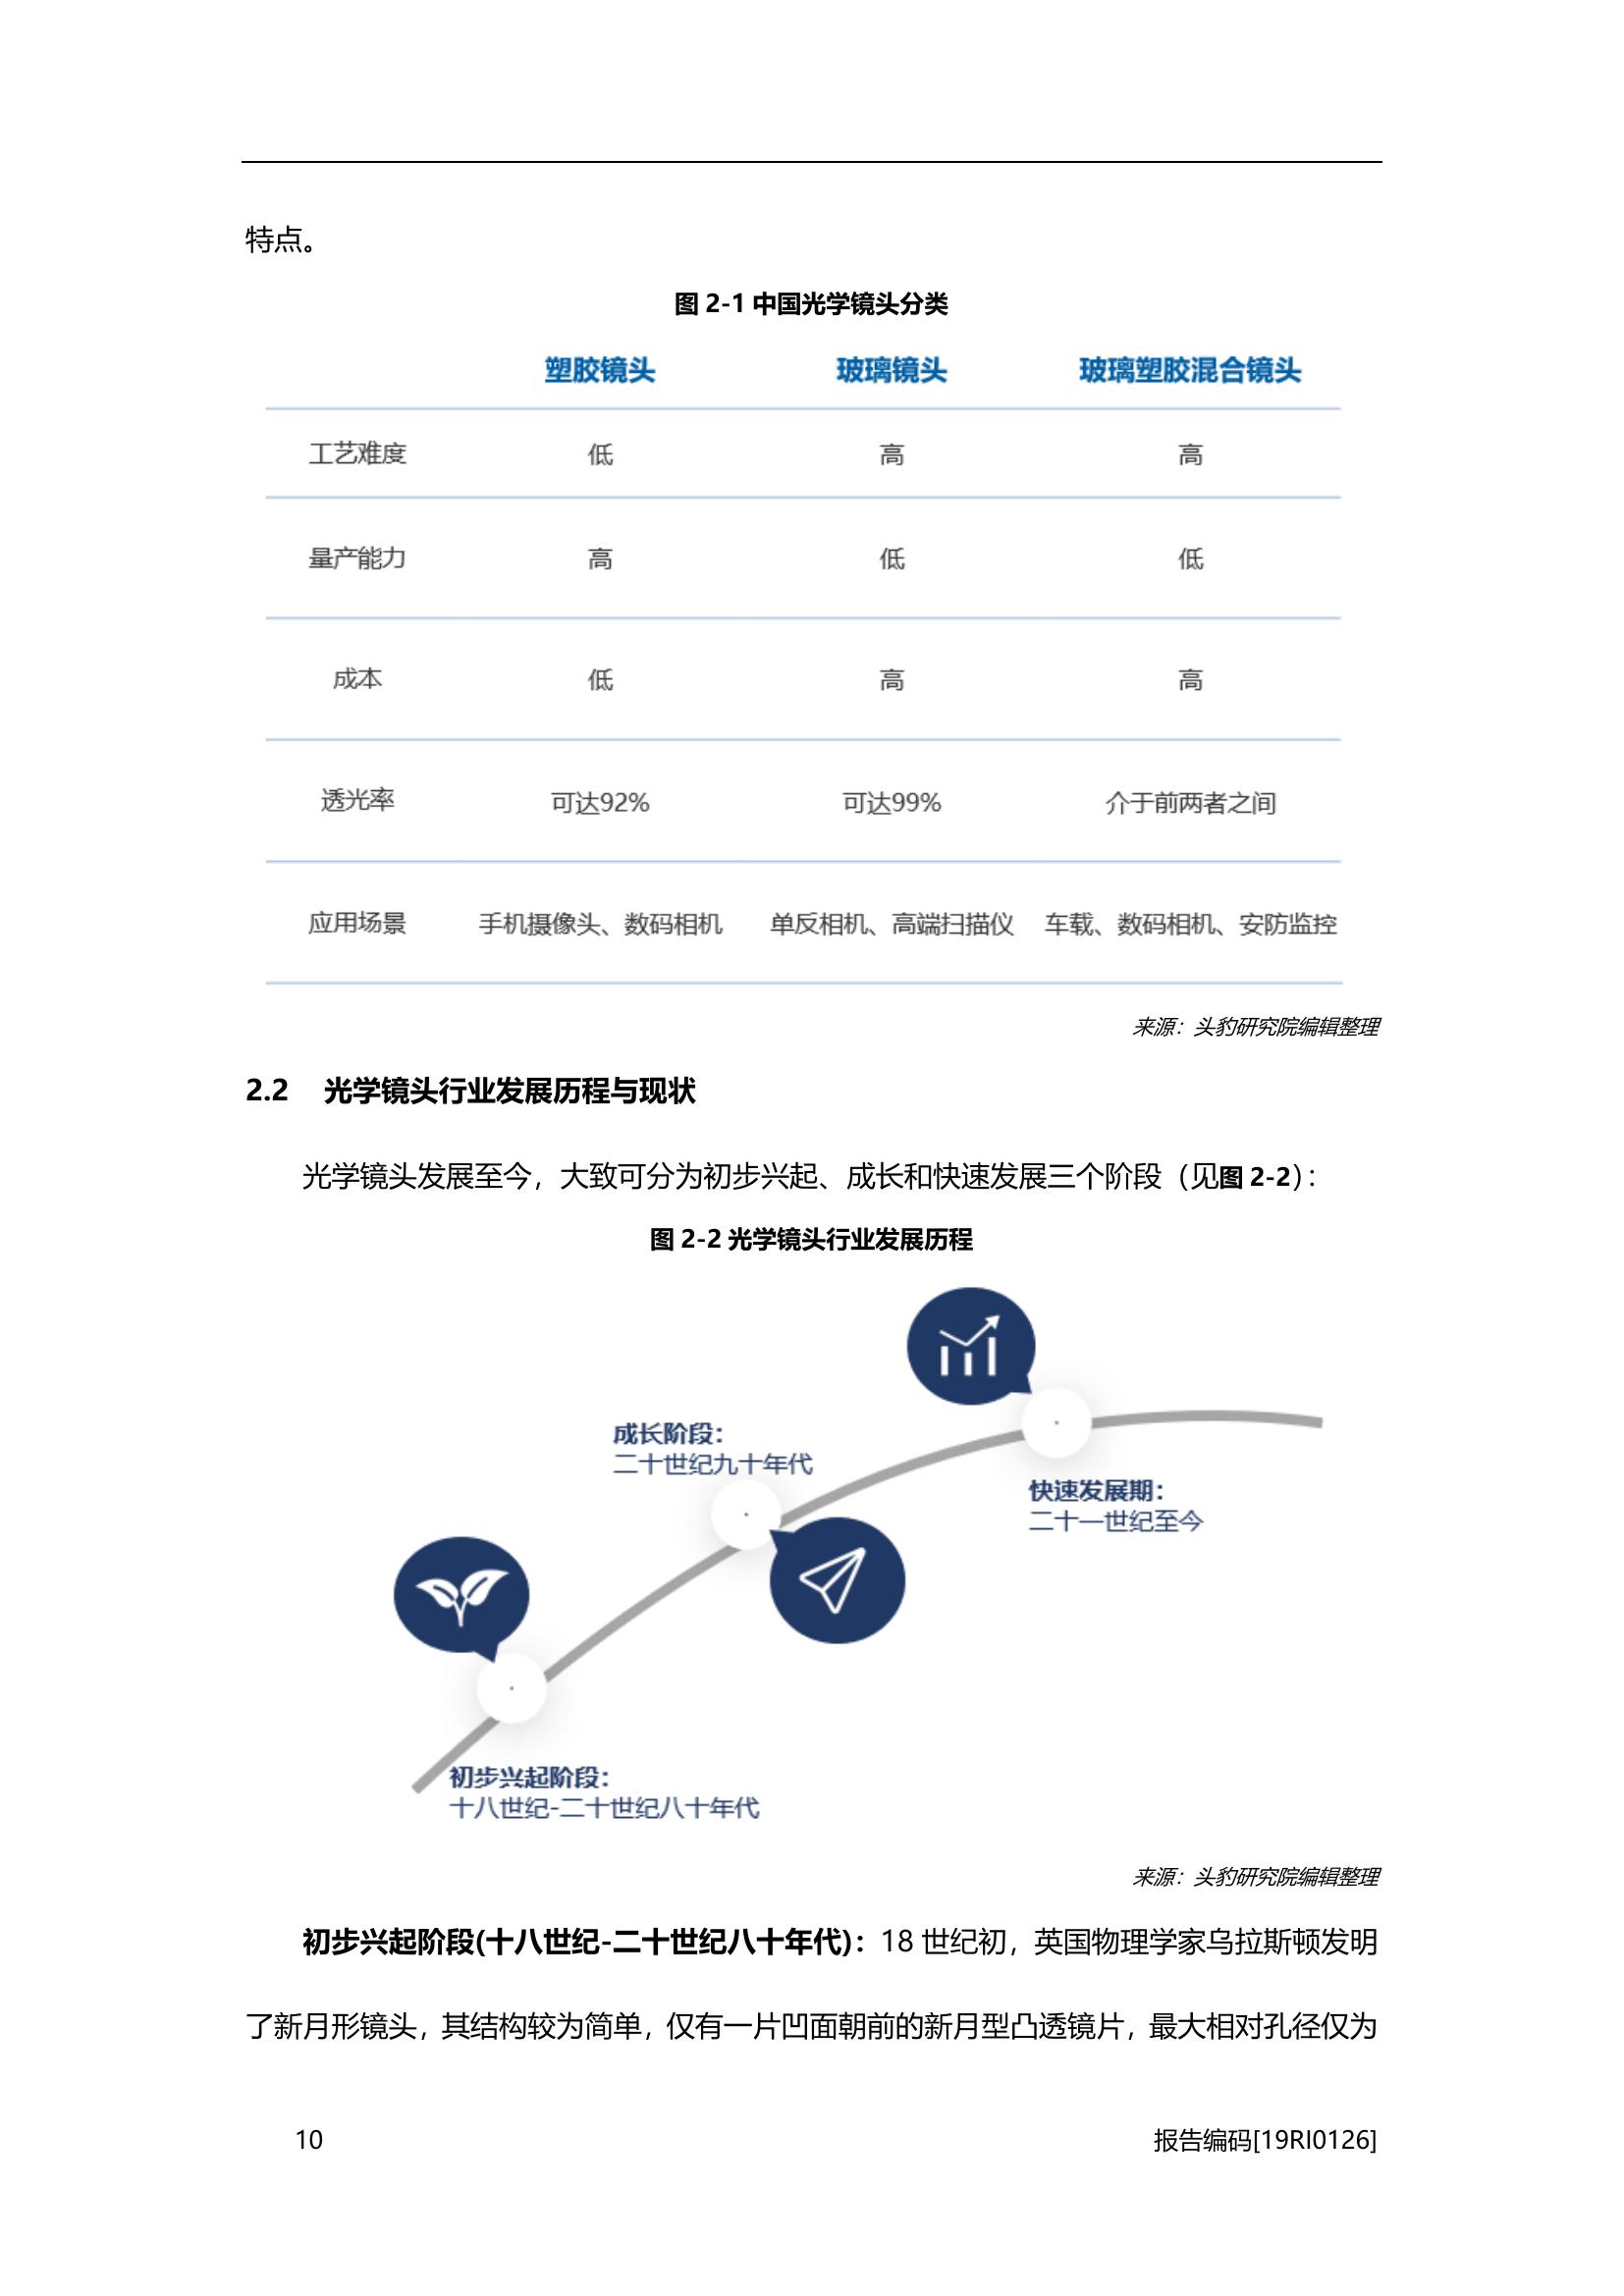 特点。
图 2-1 中国光学镜头分类
塑胶镜头 玻璃镜头 玻璃塑胶混合镜头
工艺难度 低 高 高
量产能力 高 低 低
成本 低 高 高
透光率 可达92% 可达99% 介于前两者之间
应用场景 手机摄像头、数码相机 单反相机、高端扫描仪 车载、数码相机、安防监控
来源：头豹研究院编辑整理
2.2 光学镜头行业发展历程与现状
光学镜头发展至今，大致可分为初步兴起、成长和快速发展三个阶段（见图 2-2）：
图 2-2 光学镜头行业发展历程
成长阶段：
二十世纪九十年代
快速发展期：
二十一世纪至今
初步兴起阶段：
十八世纪-二十世纪八十年代
来源：头豹研究院编辑整理
初步兴起阶段(十八世纪-二十世纪八十年代)：18 世纪初，英国物理学家乌拉斯顿发明
了新月形镜头，其结构较为简单，仅有一片凹面朝前的新月型凸透镜片，最大相对孔径仅为
10 报告编码[19RI0126]